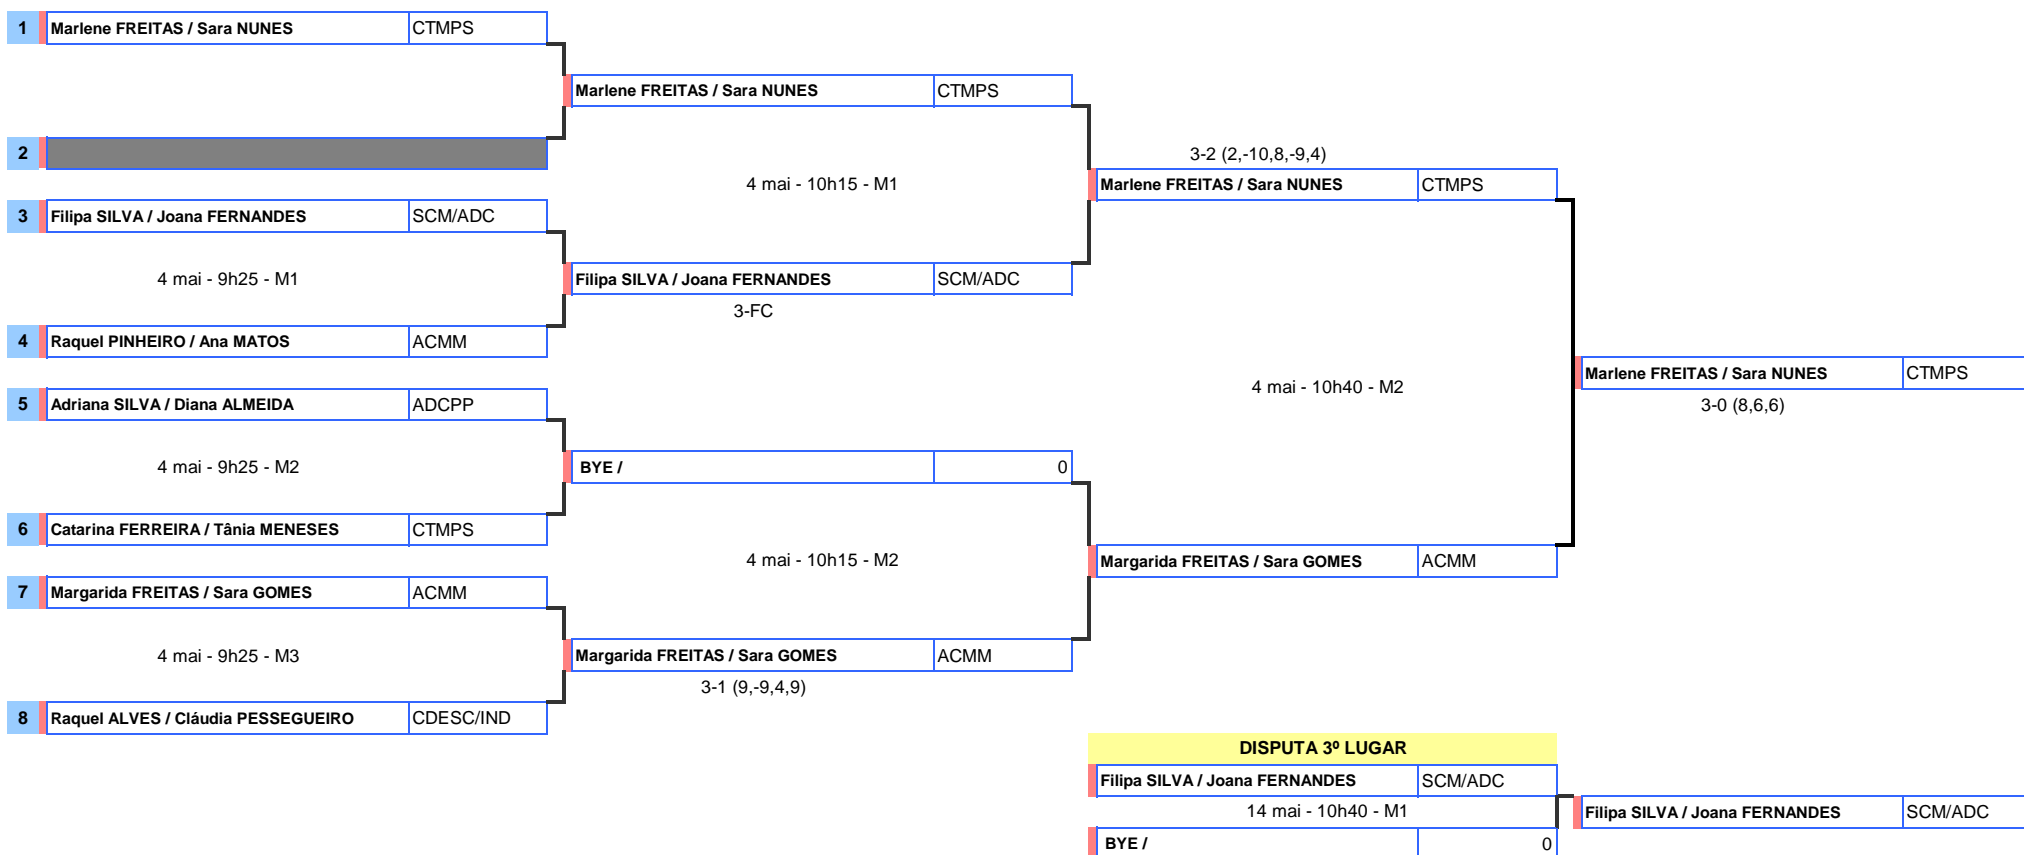 1 Marlene FREITAS / Sara NUNES CTMPS
Marlene FREITAS / Sara NUNES CTMPS
2
3-2 (2,-10,8,-9,4)
4 mai - 10h15 - M1
Marlene FREITAS / Sara NUNES CTMPS
3 Filipa SILVA / Joana FERNANDES SCM/ADC
4 mai - 9h25 - M1
Filipa SILVA / Joana FERNANDES SCM/ADC
3-FC
4 Raquel PINHEIRO / Ana MATOS ACMM
4 mai - 10h40 - M2
Marlene FREITAS / Sara NUNES CTMPS
3-0 (8,6,6)
5 Adriana SILVA / Diana ALMEIDA ADCPP
4 mai - 9h25 - M2
BYE / 0
6 Catarina FERREIRA / Tânia MENESES CTMPS
4 mai - 10h15 - M2
Margarida FREITAS / Sara GOMES ACMM
7 Margarida FREITAS / Sara GOMES ACMM
4 mai - 9h25 - M3
Margarida FREITAS / Sara GOMES ACMM
3-1 (9,-9,4,9)
8 Raquel ALVES / Cláudia PESSEGUEIRO CDESC/IND
DISPUTA 3º LUGAR
Filipa SILVA / Joana FERNANDES SCM/ADC
14 mai - 10h40 - M1
Filipa SILVA / Joana FERNANDES SCM/ADC
BYE / 0